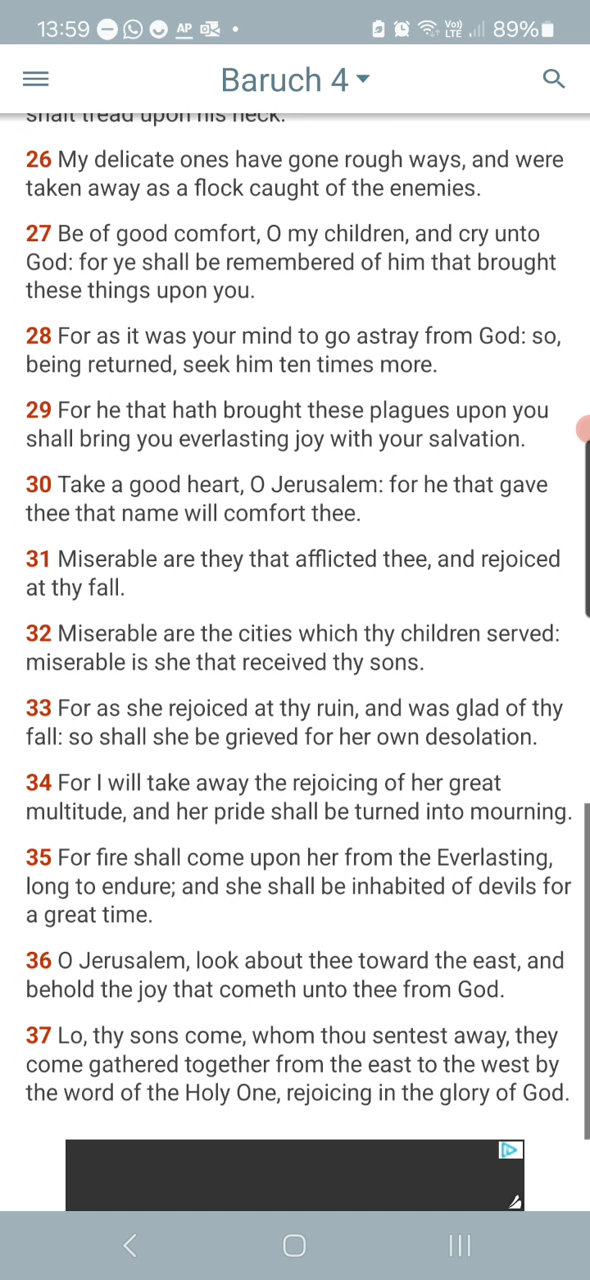 13:59 AP Vo)) LTE 89%
Baruch 4
shalt tread upon his neck.
26 My delicate ones have gone rough ways, and were
taken away as a flock caught of the enemies.
27 Be of good comfort, O my children, and cry unto
God: for ye shall be remembered of him that brought
these things upon you.
28 For as it was your mind to go astray from God: so,
being returned, seek him ten times more.
29 For he that hath brought these plagues upon you
shall bring you everlasting joy with your salvation.
30 Take a good heart, O Jerusalem: for he that gave
thee that name will comfort thee.
31 Miserable are they that afflicted thee, and rejoiced
at thy fall.
32 Miserable are the cities which thy children served:
miserable is she that received thy sons.
33 For as she rejoiced at thy ruin, and was glad of thy
fall: so shall she be grieved for her own desolation.
34 For I will take away the rejoicing of her great
multitude, and her pride shall be turned into mourning.
35 For fire shall come upon her from the Everlasting,
long to endure; and she shall be inhabited of devils for
a great time.
36 O Jerusalem, look about thee toward the east, and
behold the joy that cometh unto thee from God.
37 Lo, thy sons come, whom thou sentest away, they
come gathered together from the east to the west by
the word of the Holy One, rejoicing in the glory of God.